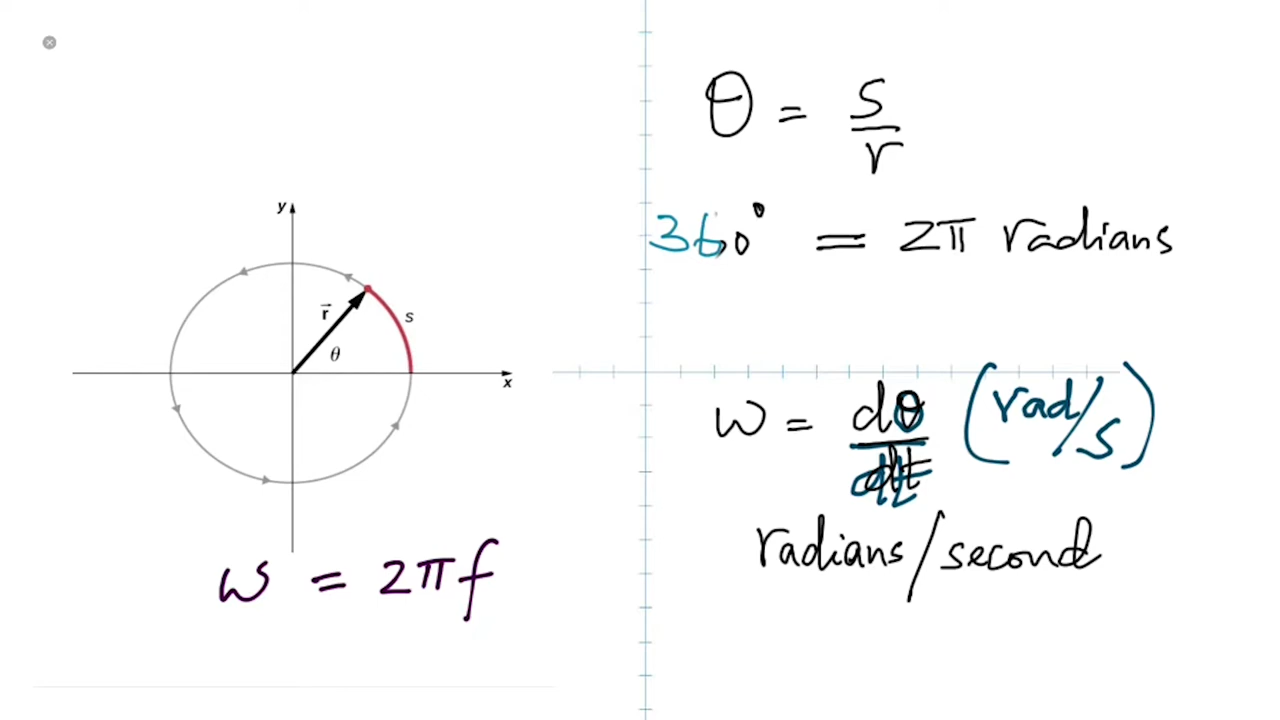 y
r⃗
s
θ
x
w = 2πf
θ = s/r
360° = 2π radians
w = dθ/dt (rad/s)
radians/second